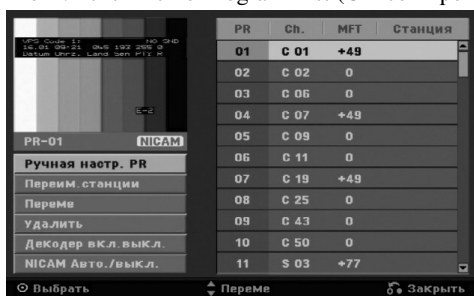 VPS Code 1: NO SND
16.01 09:21 045 193 255 0
Datum Uhrz. Land Sen PTY R
E-2
PR-01 NICAM
Ручная настр. PR
Переим.станции
Переме
Удалить
Декодер вкл.выкл.
NICAM Авто./выкл.
PR Ch. MFT Станция
01 C 01 +49
02 C 02 0
03 C 06 0
04 C 07 +49
05 C 09 0
06 C 11 0
07 C 19 +49
08 C 25 0
09 C 43 0
10 C 50 0
11 S 03 +77
Выбрать Переме Закрыть